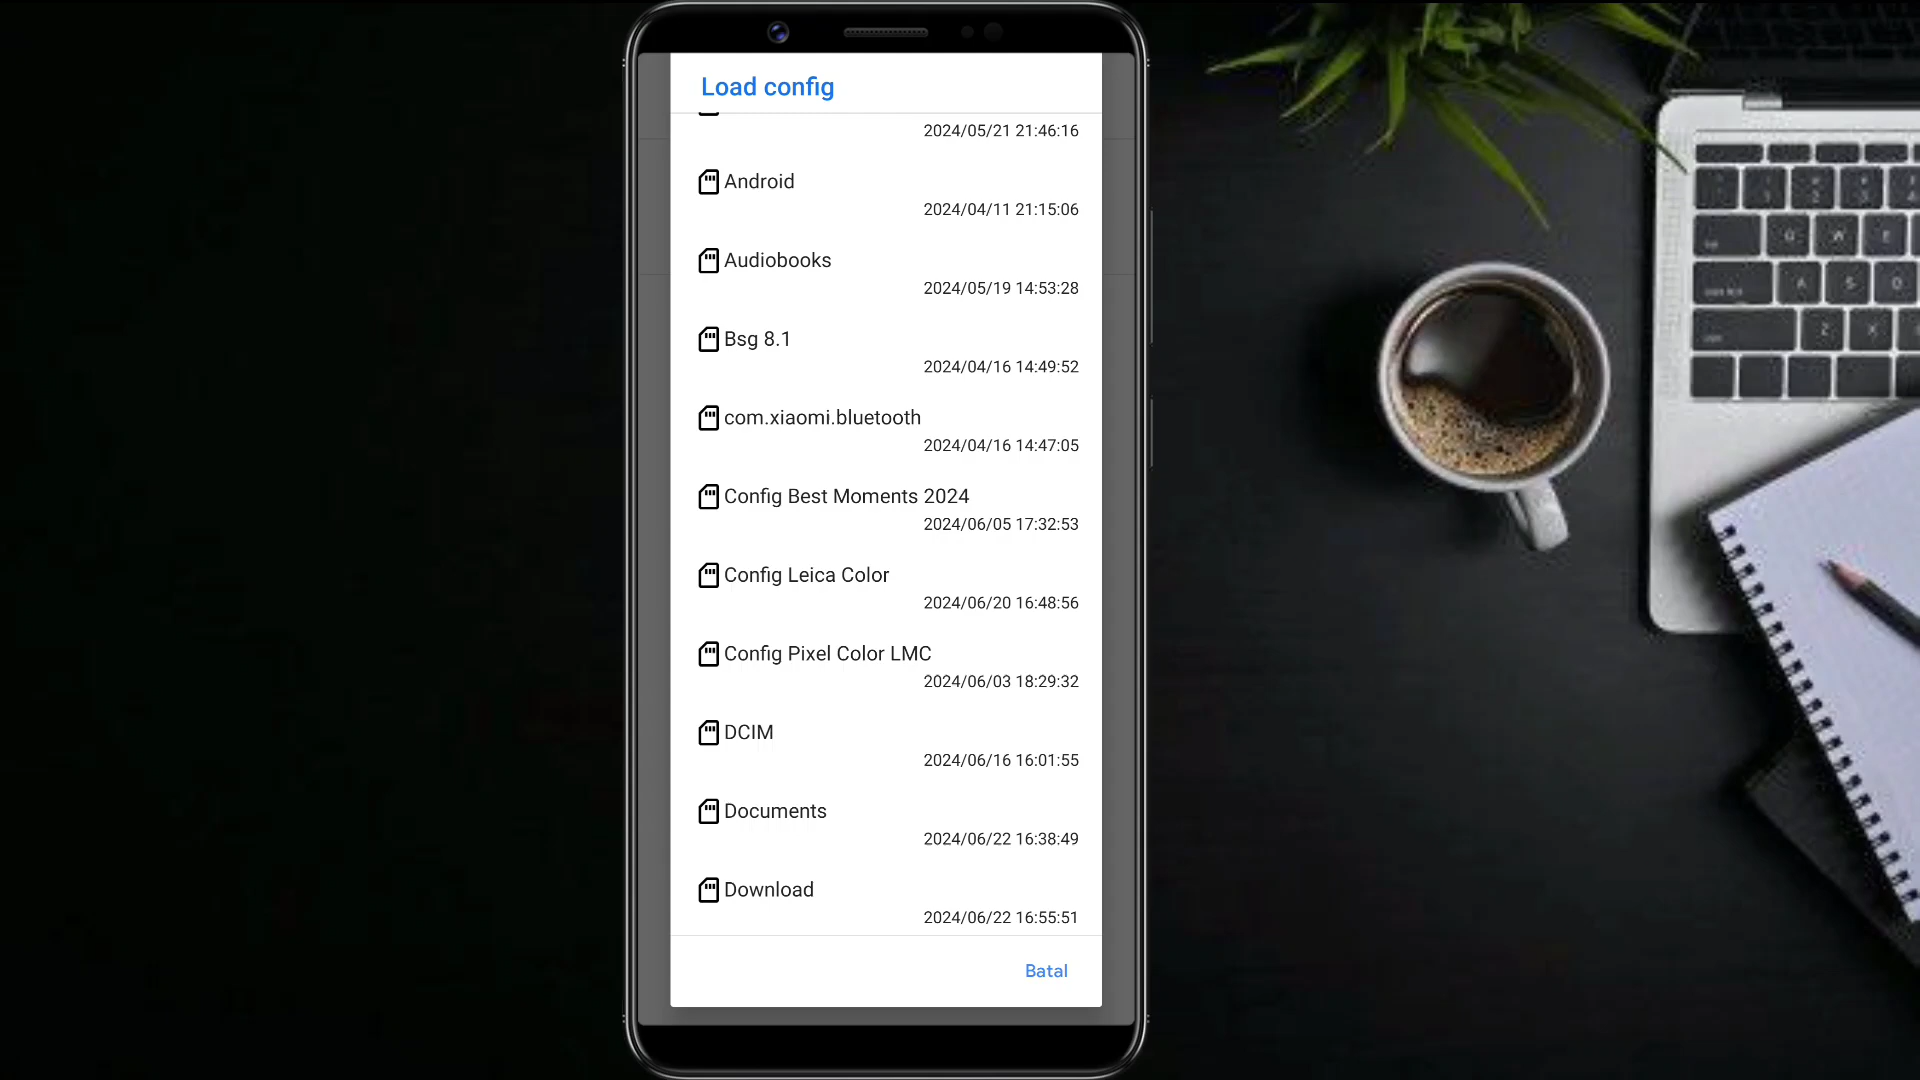 Load config
2024/05/21 21:46:16
Android
2024/04/11 21:15:06
Audiobooks
2024/05/19 14:53:28
Bsg 8.1
2024/04/16 14:49:52
com.xiaomi.bluetooth
2024/04/16 14:47:05
Config Best Moments 2024
2024/06/05 17:32:53
Config Leica Color
2024/06/20 16:48:56
Config Pixel Color LMC
2024/06/03 18:29:32
DCIM
2024/06/16 16:01:55
Documents
2024/06/22 16:38:49
Download
2024/06/22 16:55:51
Batal
Q W E
A S D
Z X